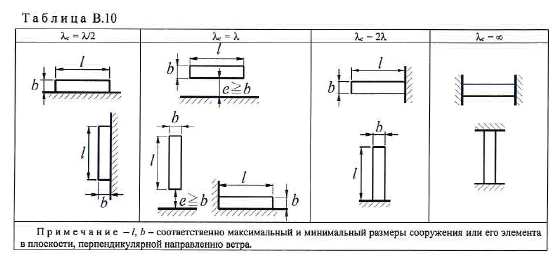 Таблица В.10
λe = λ/2
λe = λ
λe – 2λ
λe – ∞
l
b
l
b
e ≧ b
l
b
l
b
b
l
e ≧ b
l
b
b
l
Примечание – l, b – соответственно максимальный и минимальный размеры сооружения или его элемента
в плоскости, перпендикулярной направлению ветра.